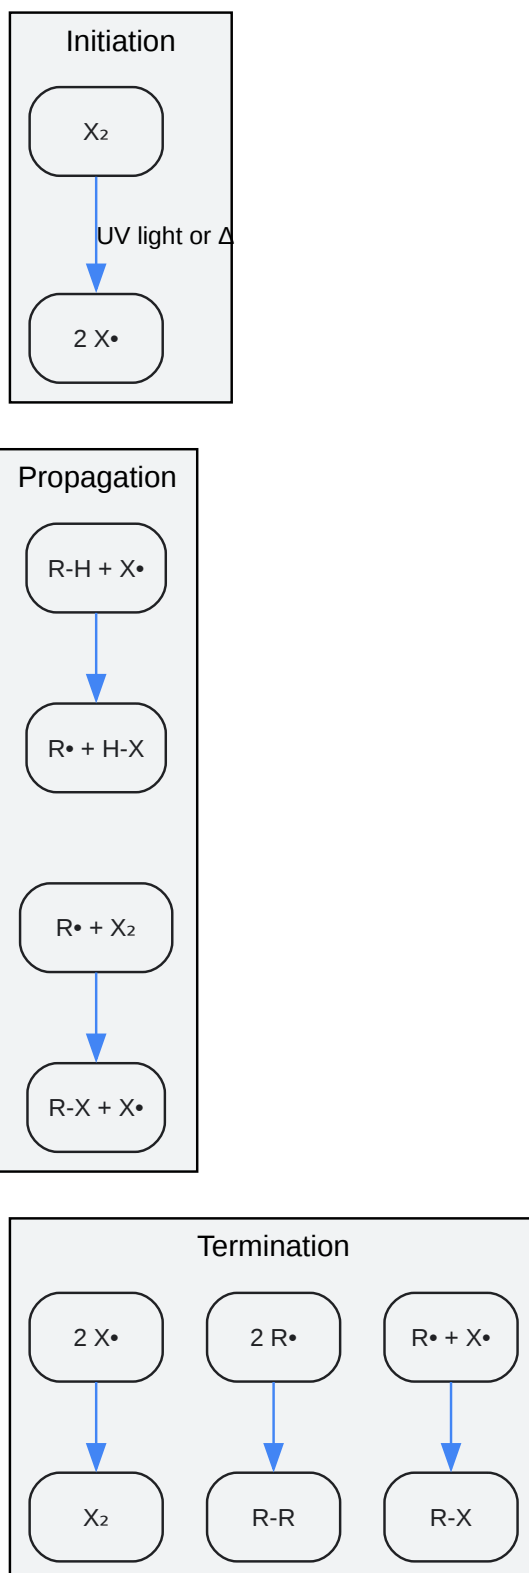 Initiation
X₂
UV light or Δ
2 X•
Propagation
R-H + X•
R• + H-X
R• + X₂
R-X + X•
Termination
2 X•
2 R•
R• + X•
X₂
R-R
R-X